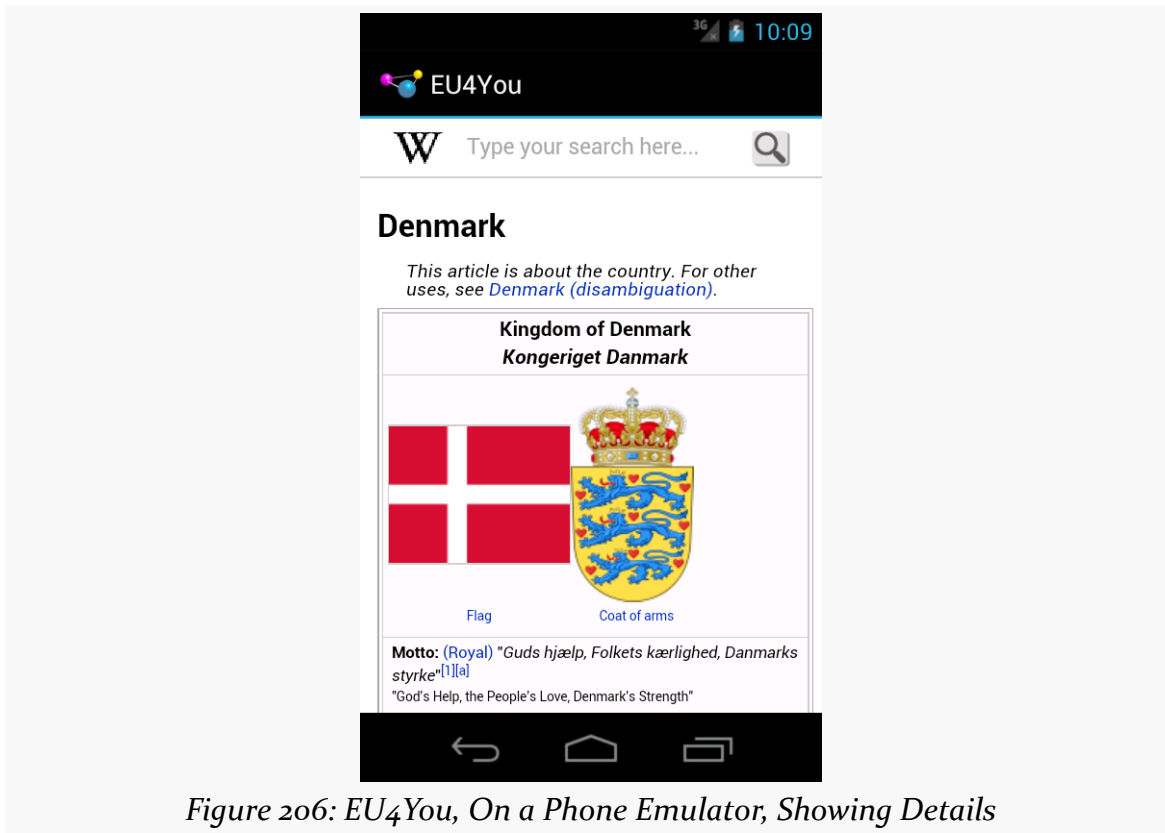 3G 10:09
EU4You
W Type your search here...
Denmark
This article is about the country. For other
uses, see Denmark (disambiguation).
Kingdom of Denmark
Kongeriget Danmark
Flag Coat of arms
Motto: (Royal) "Guds hjælp, Folkets kærlighed, Danmarks
styrke"[1][a]
"God's Help, the People's Love, Denmark's Strength"
Figure 206: EU4You, On a Phone Emulator, Showing Details